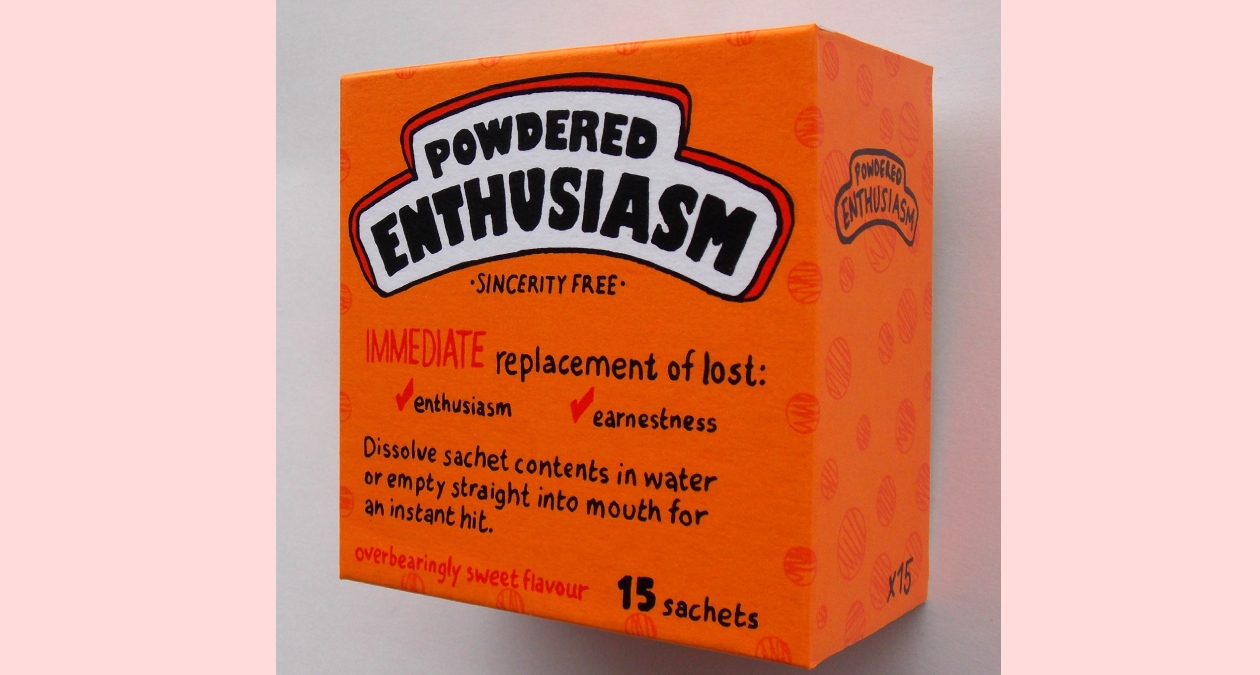 POWDERED
ENTHUSIASM
·SINCERITY FREE·
IMMEDIATE replacement of lost:
✓enthusiasm ✓earnestness
Dissolve sachet contents in water
or empty straight into mouth for
an instant hit.
overbearingly sweet flavour
15 sachets
POWDERED
ENTHUSIASM
x15